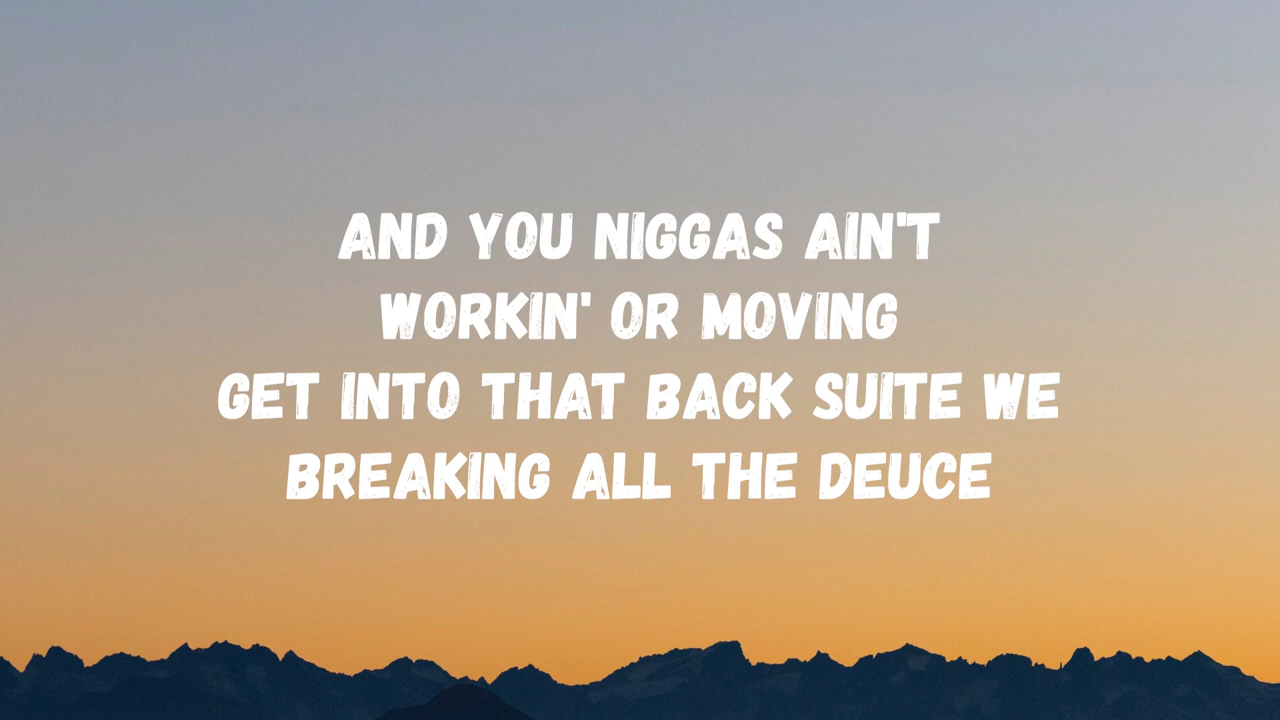 AND YOU NIGGAS AIN'T
WORKIN' OR MOVING
GET INTO THAT BACK SUITE WE
BREAKING ALL THE DEUCE